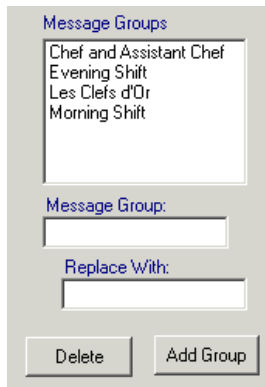 Message Groups
Chef and Assistant Chef
Evening Shift
Les Clefs d'Or
Morning Shift
Message Group:
Replace With:
Delete
Add Group